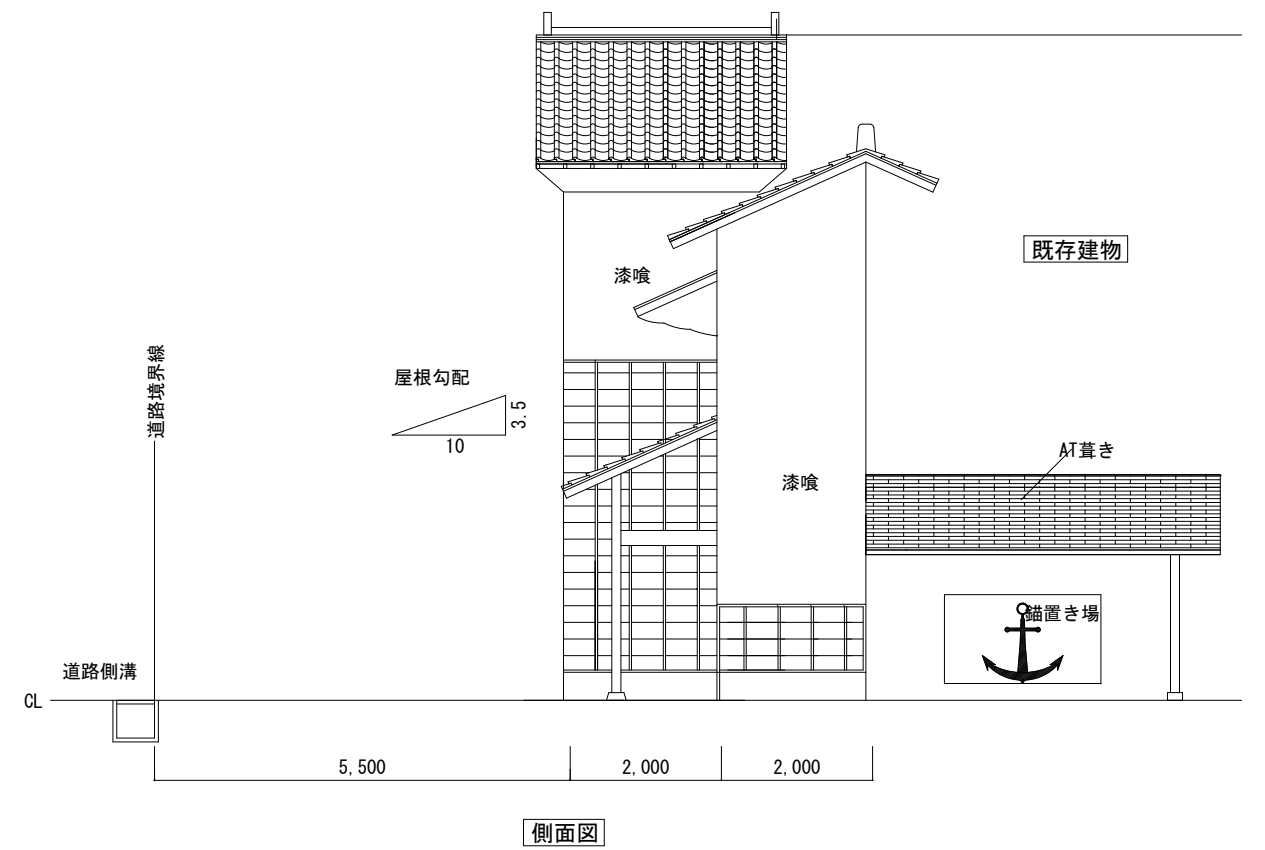 既存建物
漆喰
道路境界線
屋根勾配
3.5
10
AT葺き
漆喰
錨置き場
道路側溝
CL
5,500
2,000
2,000
側面図